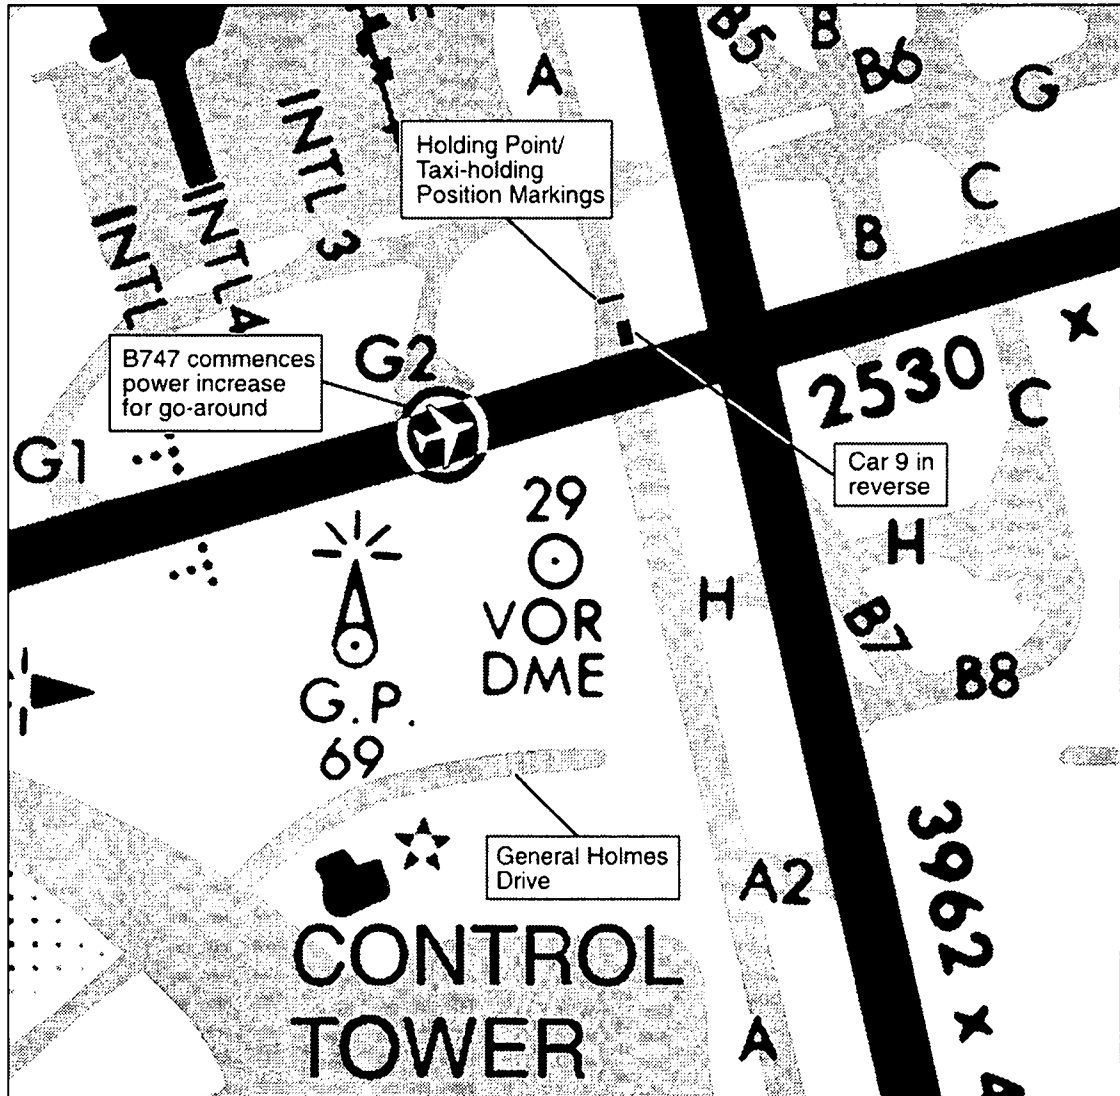 A
B5
B
B6
G
INTL 3
INTL 4
INTL
Holding Point/
Taxi-holding
Position Markings
C
B
B747 commences
power increase
for go-around
G2
G1
2530
x
C
Car 9 in
reverse
29
VOR
DME
H
H
B7
B8
G.P.
69
General Holmes
Drive
A2
3962 x
CONTROL
TOWER
A